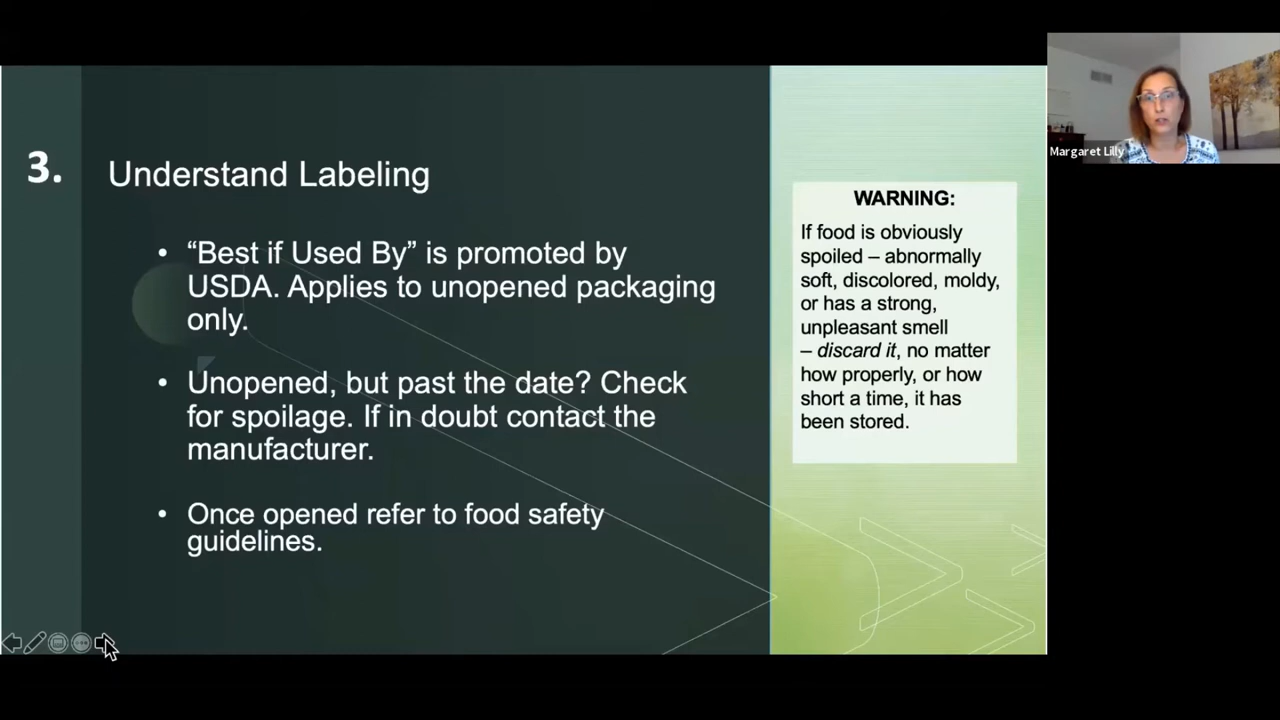 3.
Understand Labeling
• “Best if Used By” is promoted by
USDA. Applies to unopened packaging
only.
• Unopened, but past the date? Check
for spoilage. If in doubt contact the
manufacturer.
• Once opened refer to food safety
guidelines.
WARNING:
If food is obviously
spoiled – abnormally
soft, discolored, moldy,
or has a strong,
unpleasant smell
– discard it, no matter
how properly, or how
short a time, it has
been stored.
Margaret Lilly